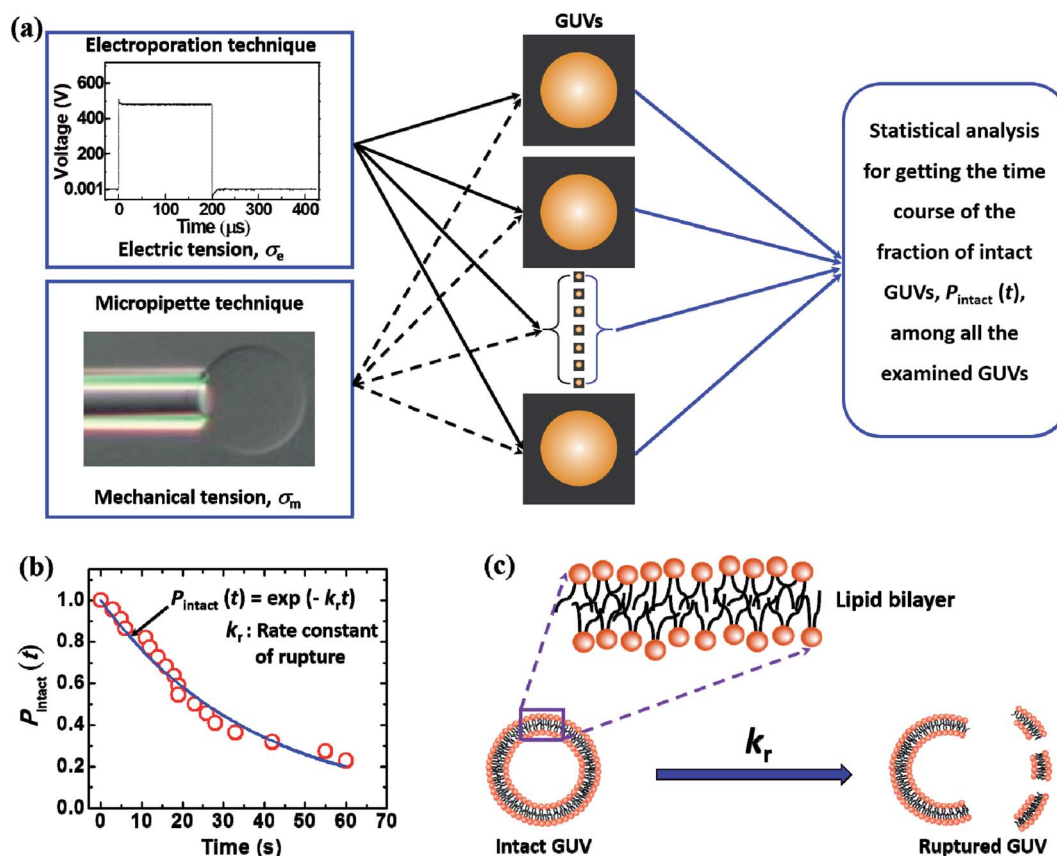 (a)
Electroporation technique
600
400
200
0.001
Voltage (V)
0 100 200 300 400
Time (μs)
Electric tension, σe
Micropipette technique
Mechanical tension, σm
GUVs
Statistical analysis
for getting the time
course of the
fraction of intact
GUVs, Pintact (t),
among all the
examined GUVs
(b)
Pintact (t) = exp (- krt)
kr : Rate constant
of rupture
1.0
0.8
0.6
0.4
0.2
0.0
Pintact (t)
0 10 20 30 40 50 60 70
Time (s)
(c)
Lipid bilayer
kr
Intact GUV
Ruptured GUV